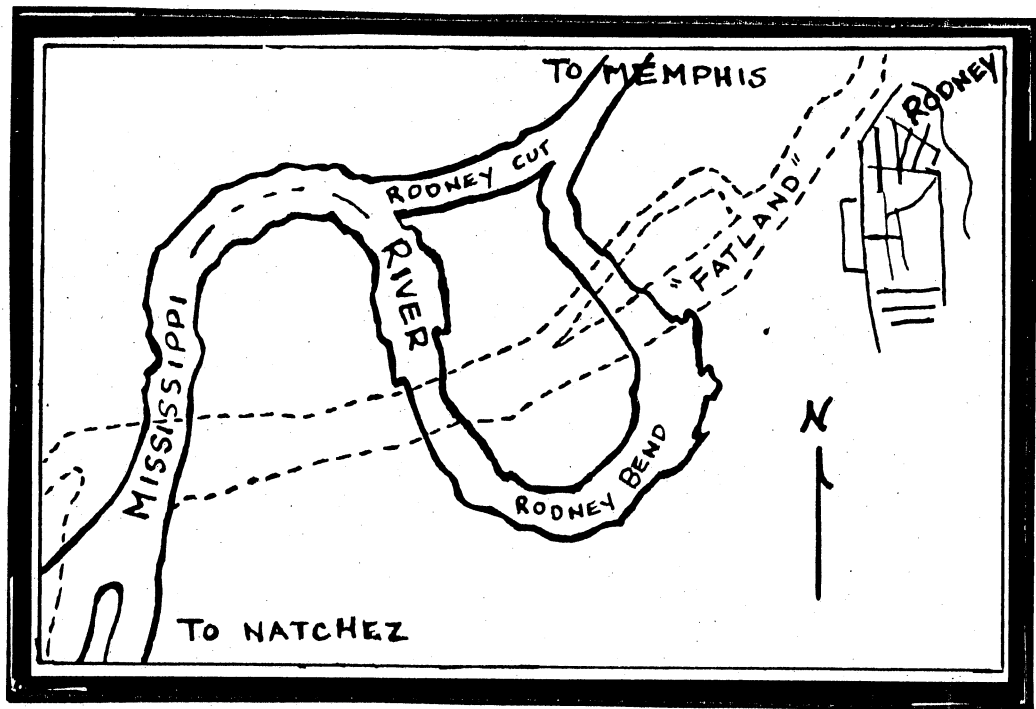 TO MEMPHIS
RODNEY
RODNEY CUT
"FATLAND"
RIVER
MISSISSIPPI
N
RODNEY BEND
TO NATCHEZ